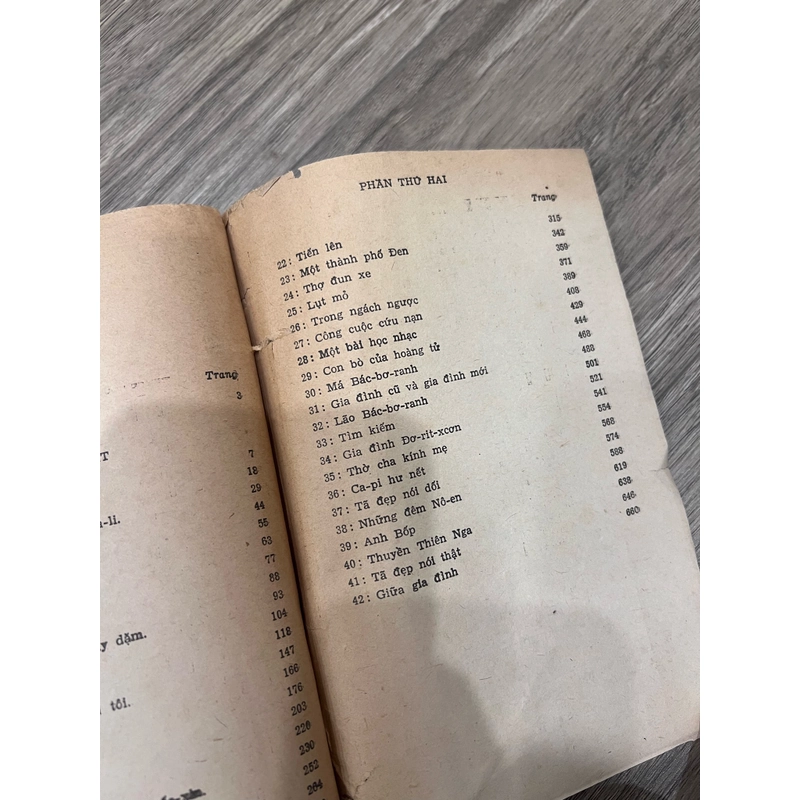 Trang
3
T 7
18
29
44
-li. 55
63
77
88
93
104
y dặm. 118
147
166
176
tôi. 203
226
230
252
264
PHẦN THỨ HAI
Trang
22: Tiến lên 315
23: Một thành phố Đen 342
24: Thợ đun xe 359
25: Lụt mỏ 371
26: Trong ngách ngược 389
27: Công cuộc cứu nạn 408
28: Một bài học nhạc 429
29: Con bò của hoàng tử 444
30: Má Bác-bơ-ranh 468
31: Gia đình cũ và gia đình mới 488
32: Lão Bác-bơ-ranh 501
33: Tìm kiếm 521
34: Gia đình Đơ-rit-xcơn 541
35: Thờ cha kính mẹ 554
36: Ca-pi hư nết 568
37: Tã đẹp nói dối 574
38: Những đêm Nô-en 588
39: Anh Bốp 619
40: Thuyền Thiên Nga 638
41: Tã đẹp nói thật 646
42: Giữa gia đình 660